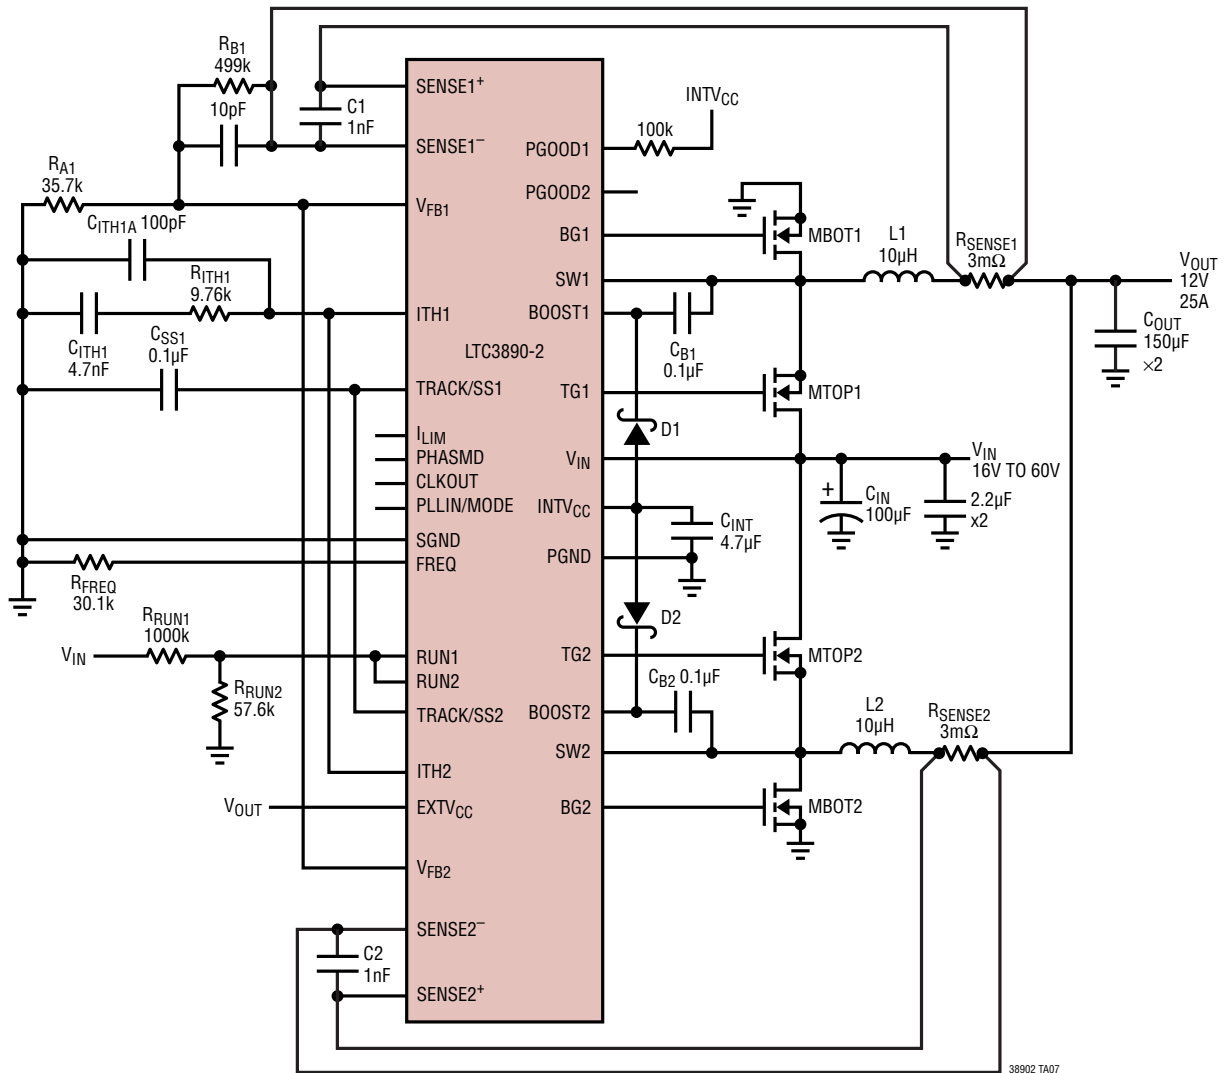 RB1
499k
10pF
C1
1nF
RA1
35.7k
CITH1A 100pF
RITH1
9.76k
CITH1
4.7nF
CSS1
0.1µF
RFREQ
30.1k
VIN
RRUN1
1000k
RRUN2
57.6k
VOUT
C2
1nF
SENSE1+
SENSE1–
VFB1
ITH1
LTC3890-2
TRACK/SS1
ILIM
PHASMD
CLKOUT
PLLIN/MODE
SGND
FREQ
RUN1
RUN2
TRACK/SS2
ITH2
EXTVCC
VFB2
SENSE2–
SENSE2+
PGOOD1
PGOOD2
BG1
SW1
BOOST1
TG1
VIN
INTVCC
PGND
TG2
BOOST2
SW2
BG2
INTVCC
100k
MBOT1
L1
10µH
RSENSE1
3mΩ
VOUT
12V
25A
COUT
150µF
×2
CB1
0.1µF
MTOP1
D1
VIN
16V TO 60V
CIN
100µF
2.2µF
x2
+
CINT
4.7µF
D2
MTOP2
CB2 0.1µF
L2
10µH
RSENSE2
3mΩ
MBOT2
38902 TA07